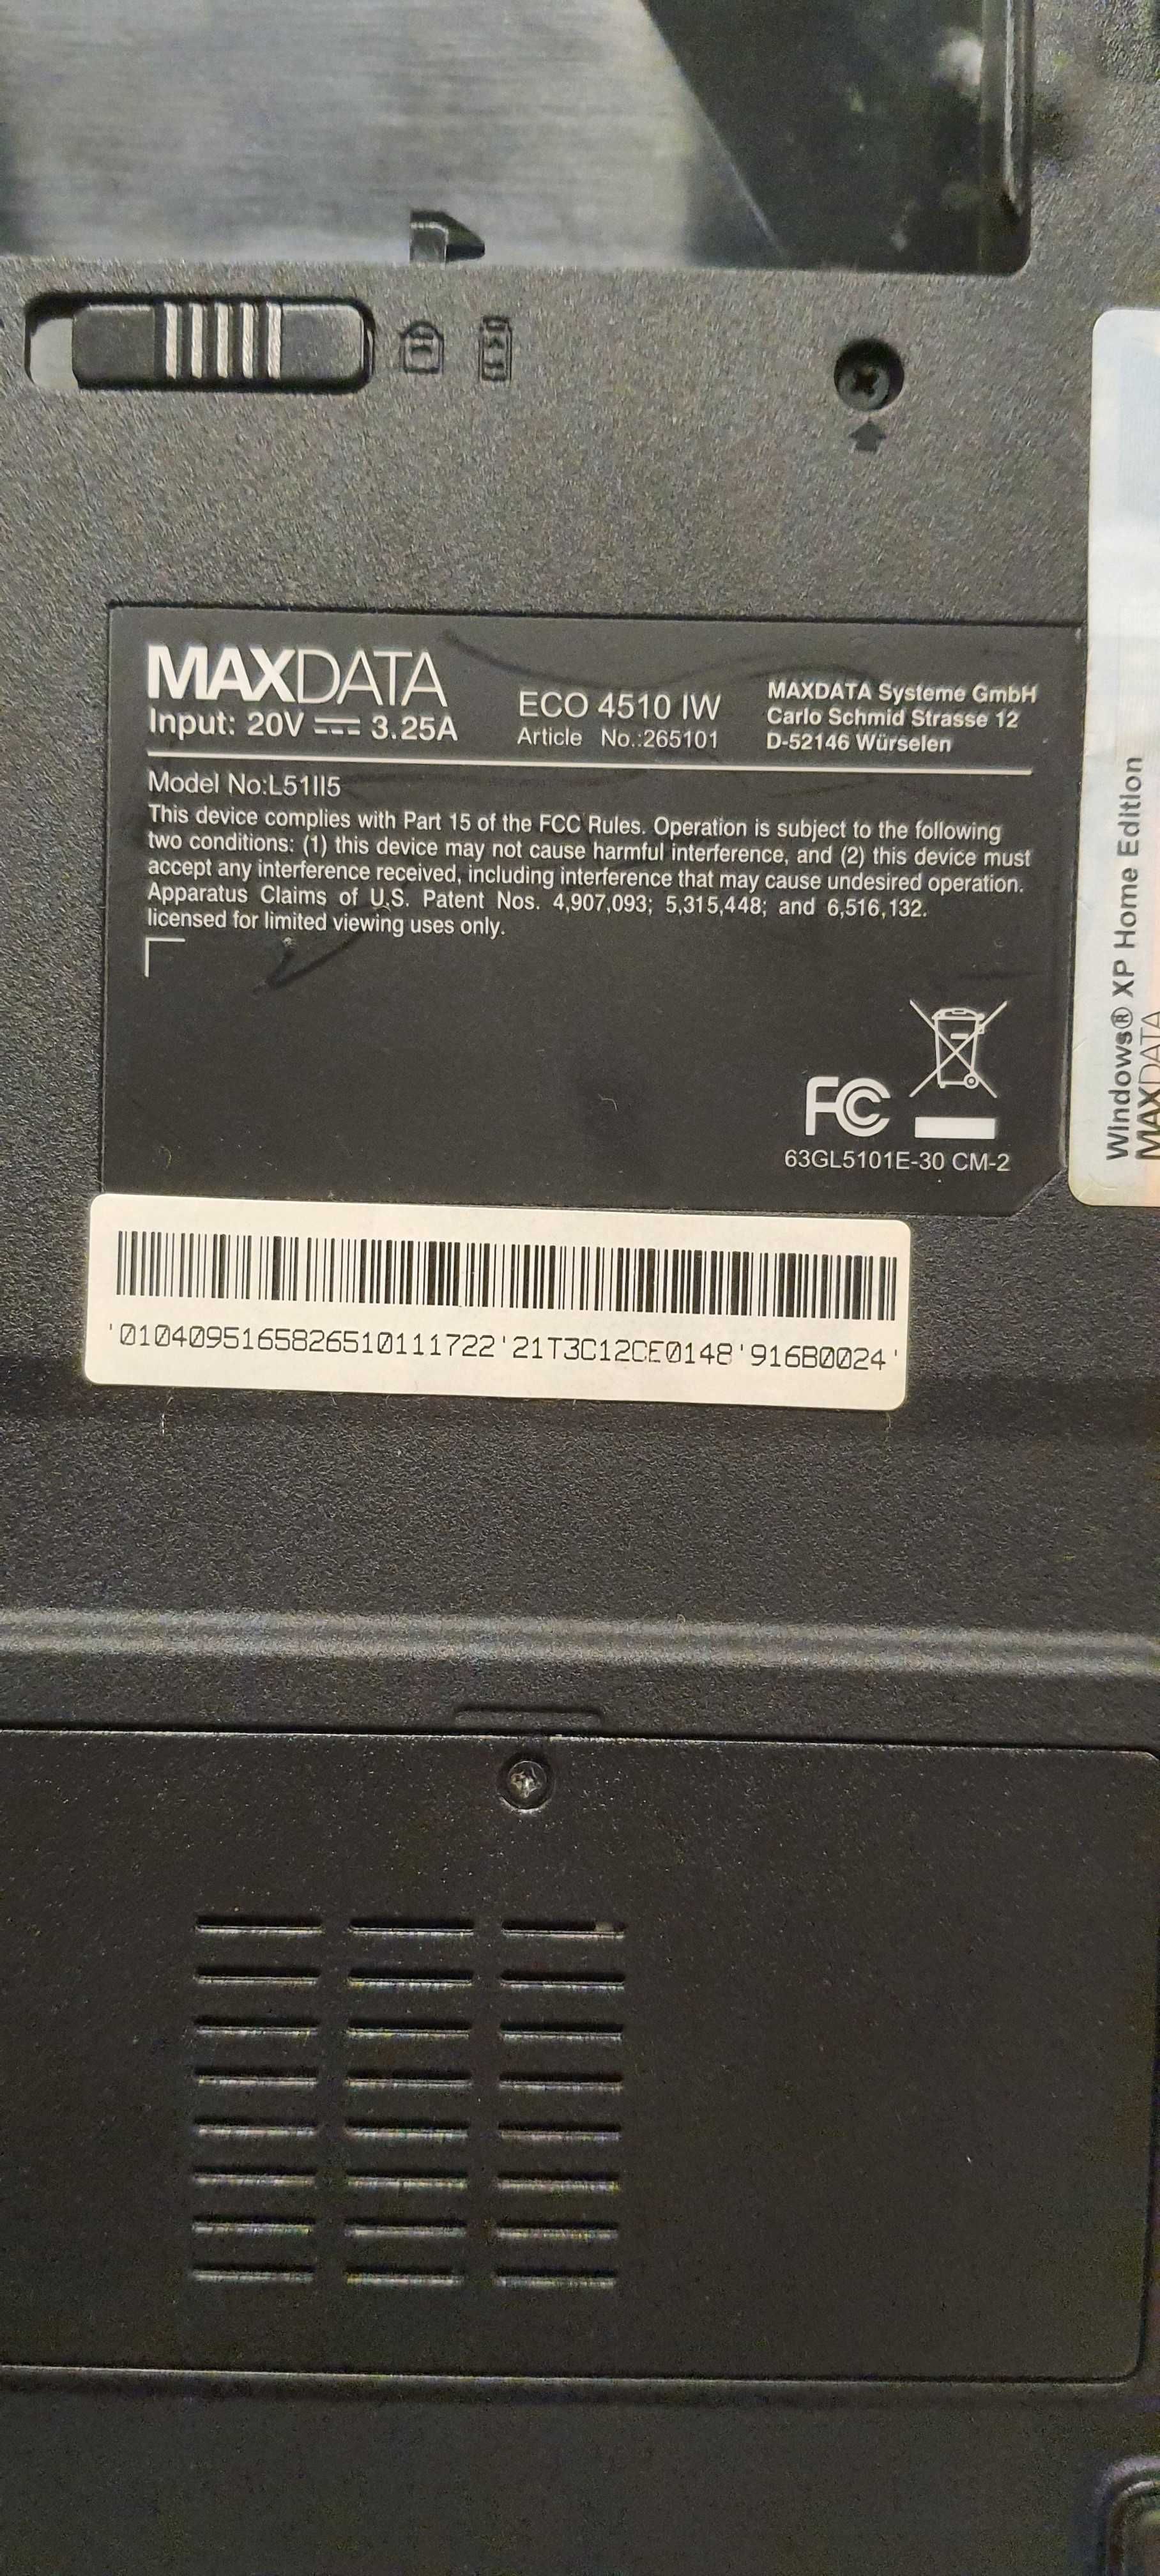 MAXDATA
Input: 20V ⎓ 3.25A
ECO 4510 IW
Article No.:265101
MAXDATA Systeme GmbH
Carlo Schmid Strasse 12
D-52146 Würselen
Model No:L51II5
This device complies with Part 15 of the FCC Rules. Operation is subject to the following
two conditions: (1) this device may not cause harmful interference, and (2) this device must
accept any interference received, including interference that may cause undesired operation.
Apparatus Claims of U.S. Patent Nos. 4,907,093; 5,315,448; and 6,516,132.
licensed for limited viewing uses only.
FC
63GL5101E-30 CM-2
'0104095165826510111722'21T3C12CE0148'916B0024'
Windows® XP Home Edition
MAXDATA